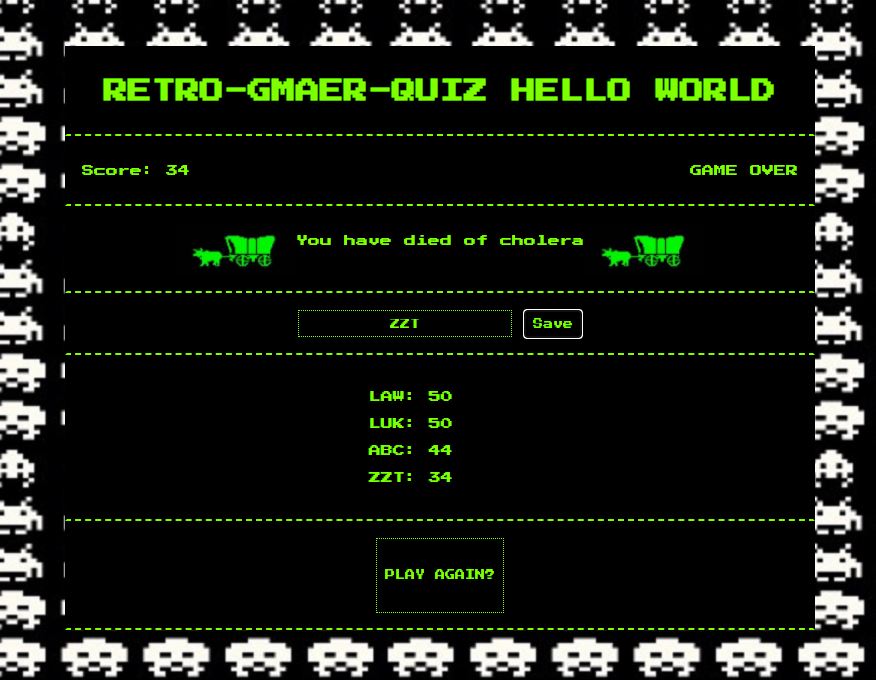 RETRO-GMAER-QUIZ HELLO WORLD
Score: 34 GAME OVER
You have died of cholera
ZZT Save
LAW: 50
LUK: 50
ABC: 44
ZZT: 34
PLAY AGAIN?